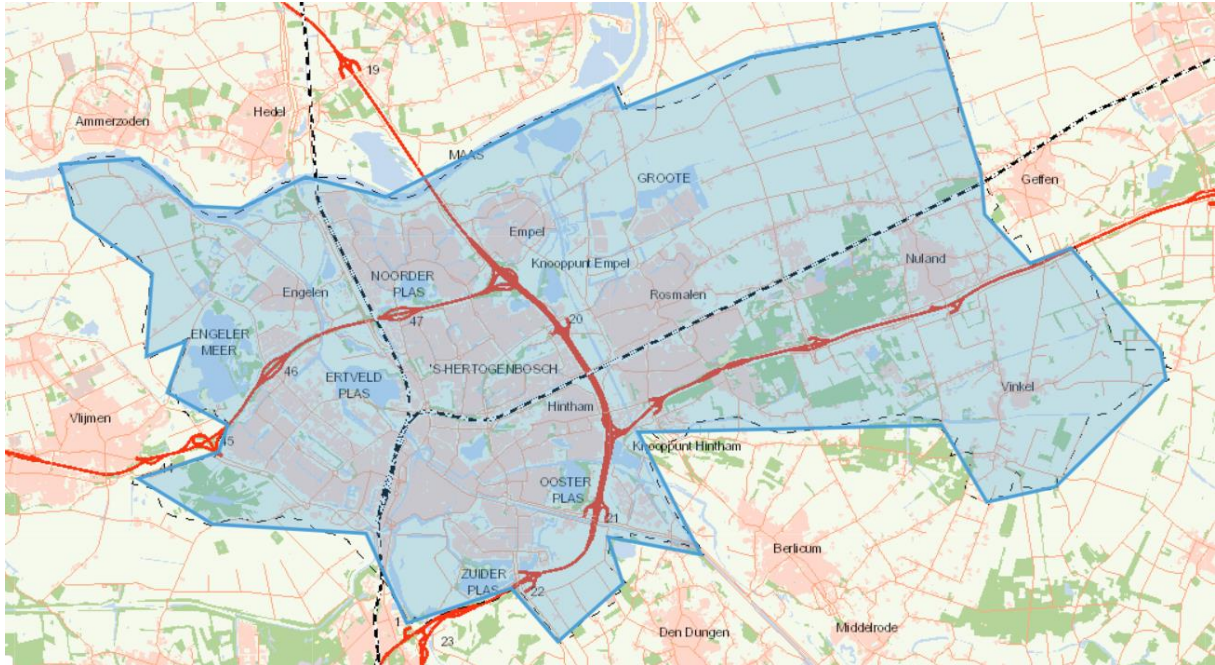 19
Hedel
Ammerzoden
MAAS
GROOTE
Geffen
Empel
Knooppunt Empel
NOORDER
PLAS
Engelen
Rosmalen
Nuland
47
20
ENGELER
MEER
46
ERTVELD
PLAS
'S-HERTOGENBOSCH
Hintham
Vinkel
Vlijmen
45
44
Knooppunt Hintham
OOSTER
PLAS
21
Berlicum
ZUIDER
PLAS
22
1
23
Den Dungen
Middelrode